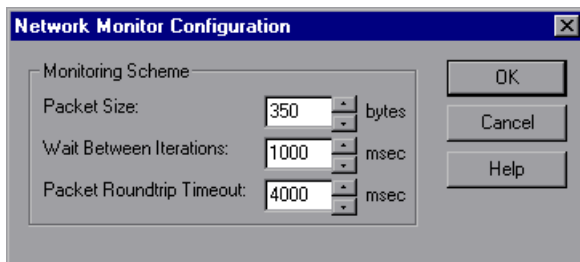 Network Monitor Configuration
Monitoring Scheme
Packet Size: 350 bytes
Wait Between Iterations: 1000 msec
Packet Roundtrip Timeout: 4000 msec
OK
Cancel
Help